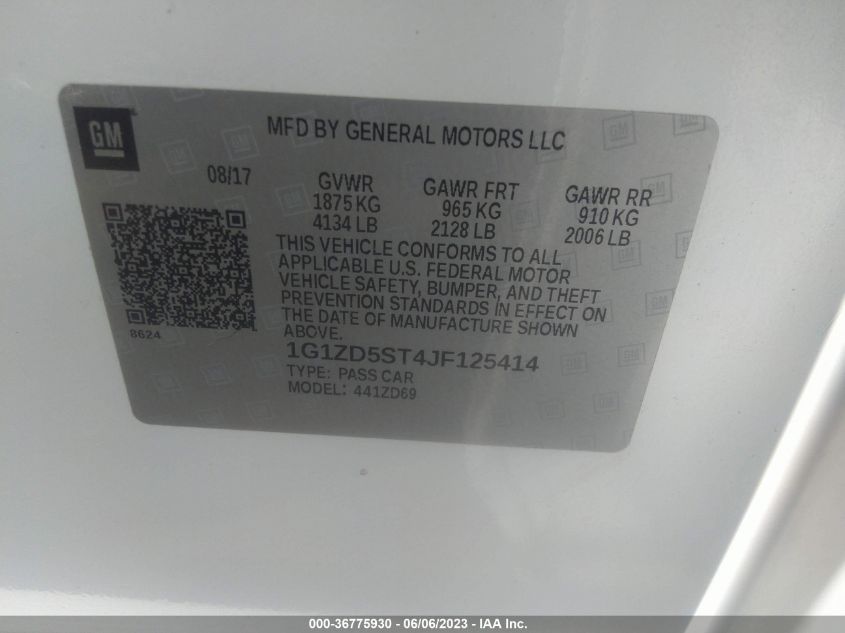 GM
MFD BY GENERAL MOTORS LLC
08/17
GVWR
1875 KG
4134 LB
GAWR FRT
965 KG
2128 LB
GAWR RR
910 KG
2006 LB
THIS VEHICLE CONFORMS TO ALL
APPLICABLE U.S. FEDERAL MOTOR
VEHICLE SAFETY, BUMPER, AND THEFT
PREVENTION STANDARDS IN EFFECT ON
THE DATE OF MANUFACTURE SHOWN
ABOVE.
8624
1G1ZD5ST4JF125414
TYPE: PASS CAR
MODEL: 441ZD69
000-36775930 - 06/06/2023 - IAA Inc.